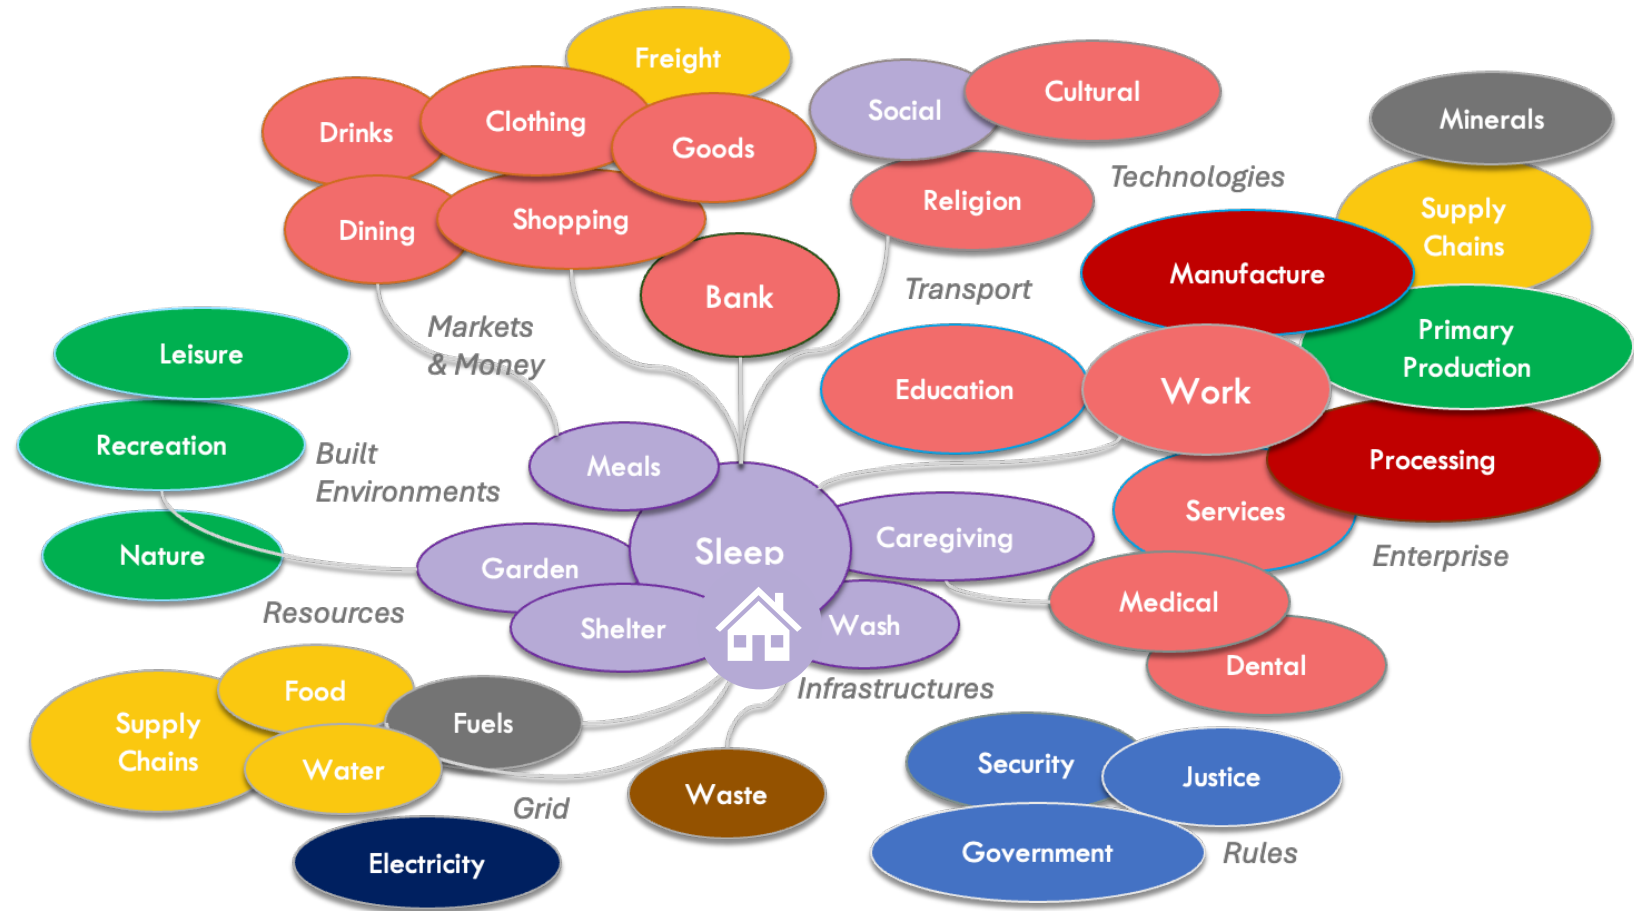 Freight
Drinks
Clothing
Goods
Social
Cultural
Minerals
Dining
Shopping
Religion
Technologies
Supply
Chains
Bank
Transport
Manufacture
Markets
& Money
Primary
Production
Leisure
Education
Work
Recreation
Built
Environments
Meals
Processing
Services
Nature
Garden
Sleep
Caregiving
Enterprise
Resources
Shelter
Wash
Medical
Dental
Food
Fuels
Infrastructures
Supply
Chains
Water
Waste
Security
Justice
Grid
Electricity
Government
Rules